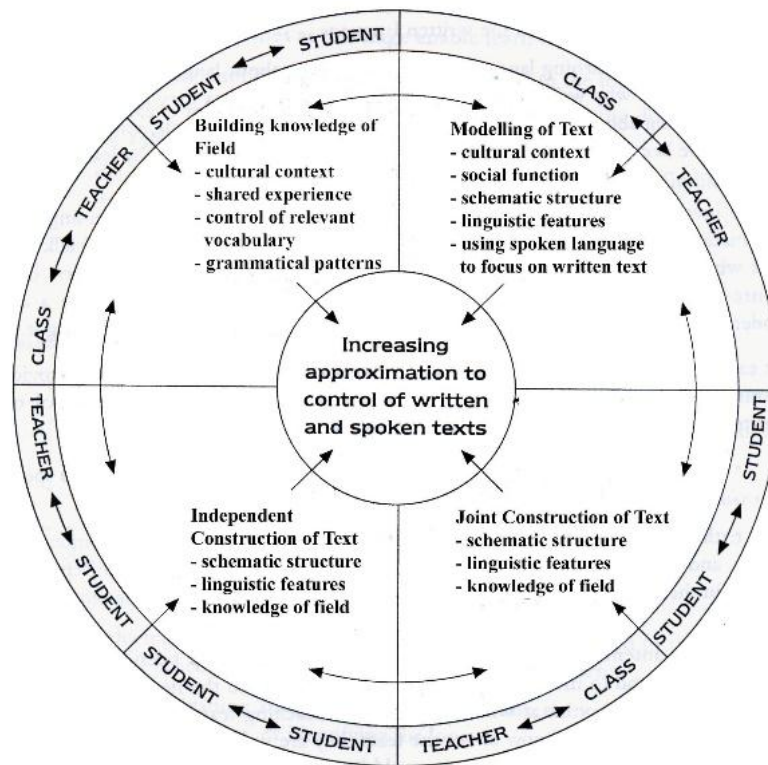 CLASS
TEACHER
STUDENT
STUDENT
Building knowledge of
Field
- cultural context
- shared experience
- control of relevant
vocabulary
- grammatical patterns
CLASS
TEACHER
Modelling of Text
- cultural context
- social function
- schematic structure
- linguistic features
- using spoken language
to focus on written text
Increasing
approximation to
control of written
and spoken texts
TEACHER
STUDENT
STUDENT
STUDENT
Independent
Construction of Text
- schematic structure
- linguistic features
- knowledge of field
Joint Construction of Text
- schematic structure
- linguistic features
- knowledge of field
STUDENT
STUDENT
CLASS
TEACHER